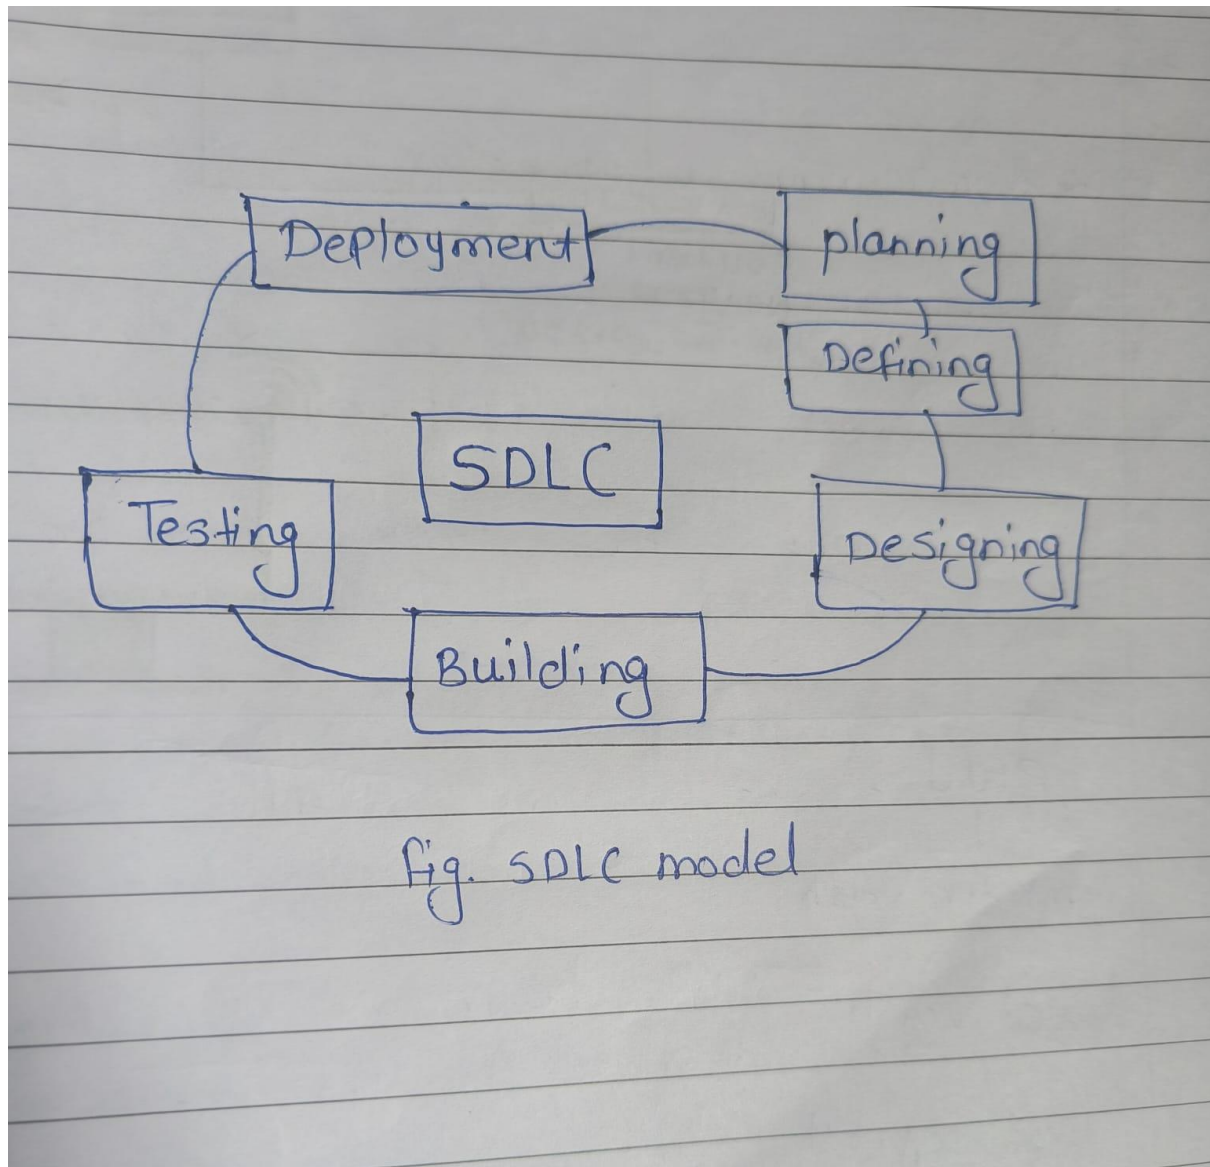 Deployment
planning
Defining
SDLC
Testing
Designing
Building
fig. SDLC model